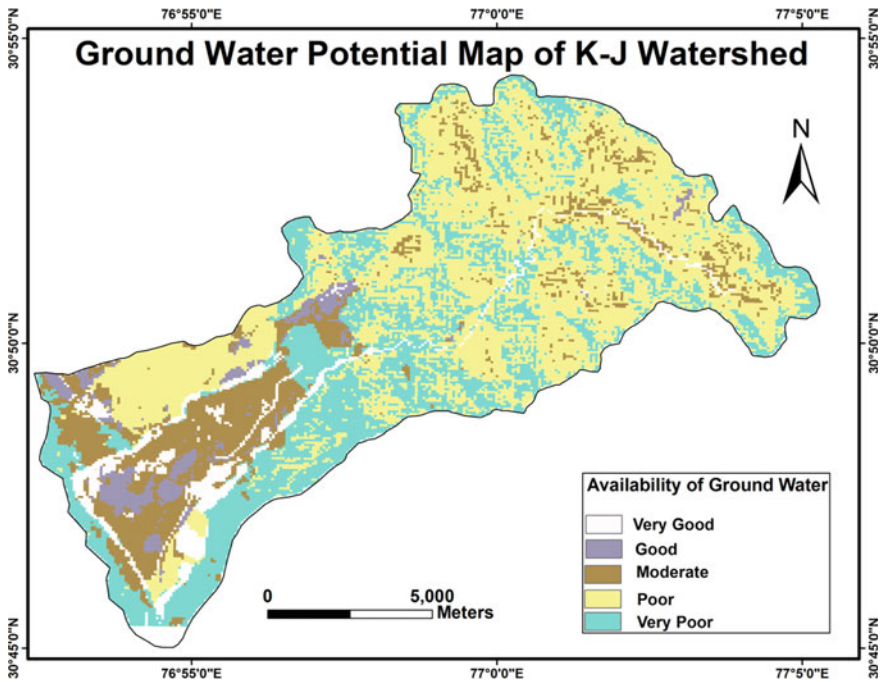 76°55'0"E 77°0'0"E 77°5'0"E
30°55'0"N 30°55'0"N
Ground Water Potential Map of K-J Watershed
N
30°50'0"N 30°50'0"N
Availability of Ground Water
Very Good
Good
Moderate
Poor
Very Poor
0 5,000
Meters
30°45'0"N 30°45'0"N
76°55'0"E 77°0'0"E 77°5'0"E